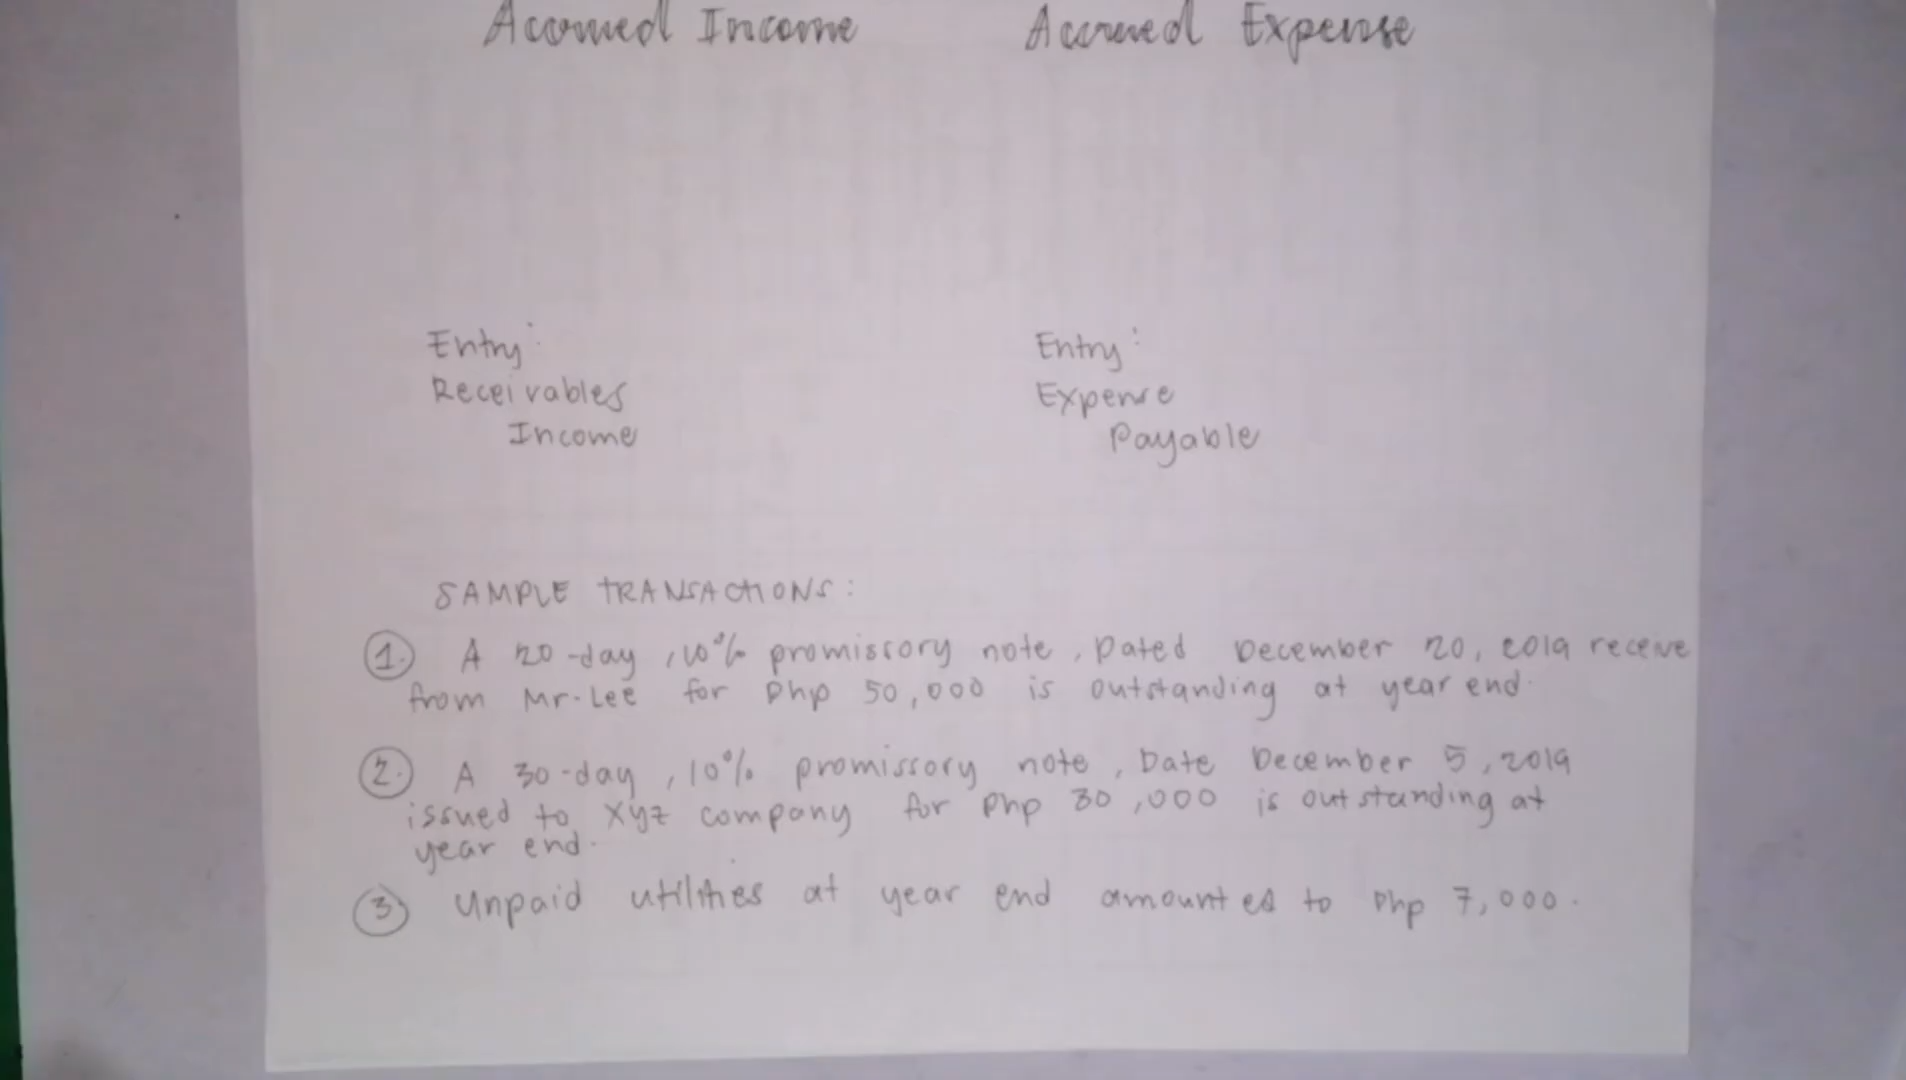 Accrued Income
Accrued Expense
Entry:
Receivables
Income
Entry:
Expense
Payable
SAMPLE TRANSACTIONS:
1. A 20-day, 10% promissory note, Dated December 20, 2019 receive
from Mr. Lee for Php 50,000 is outstanding at year end.
2. A 30-day, 10% promissory note, Date December 5, 2019
issued to XYZ company for Php 30,000 is outstanding at
year end.
3 Unpaid utilities at year end amounted to Php 7,000.